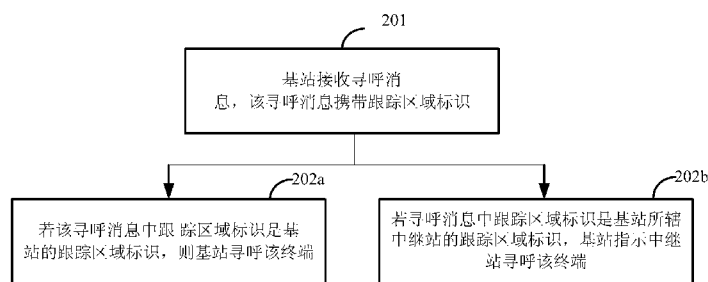 201
基站接收寻呼消
息，该寻呼消息携带跟踪区域标识
202a
若该寻呼消息中跟 踪区域标识是基
站的跟踪区域标识，则基站寻呼该终端
202b
若寻呼消息中跟踪区域标识是基站所辖
中继站的跟踪区域标识，基站指示中继
站寻呼该终端